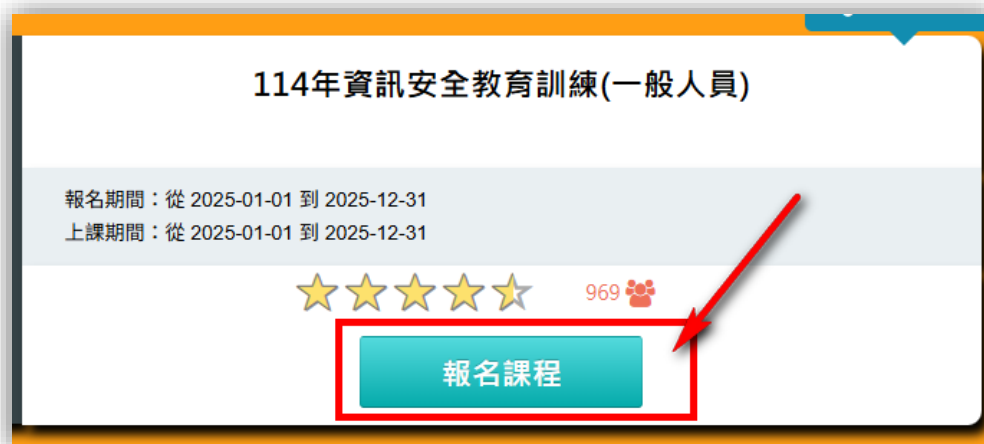 114年資訊安全教育訓練(一般人員)
報名期間：從 2025-01-01 到 2025-12-31
上課期間：從 2025-01-01 到 2025-12-31
969
報名課程